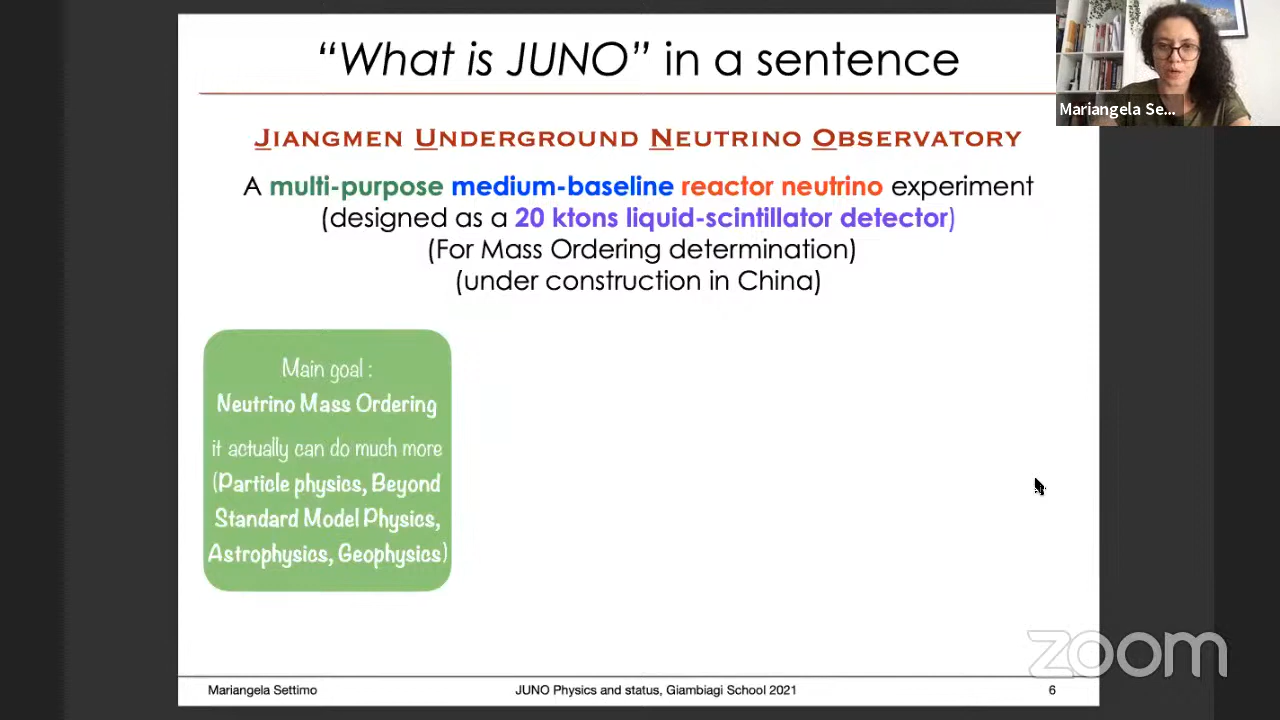 “What is JUNO” in a sentence
Mariangela Se...
JIANGMEN UNDERGROUND NEUTRINO OBSERVATORY
A multi-purpose medium-baseline reactor neutrino experiment
(designed as a 20 ktons liquid-scintillator detector)
(For Mass Ordering determination)
(under construction in China)
Main goal :
Neutrino Mass Ordering
it actually can do much more
(Particle physics, Beyond
Standard Model Physics,
Astrophysics, Geophysics)
zoom
Mariangela Settimo
JUNO Physics and status, Giambiagi School 2021
6